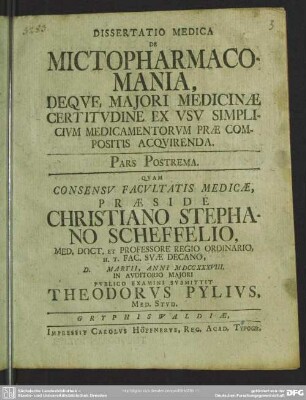 3
DISSERTATIO MEDICA
DE
MICTOPHARMACO-
MANIA,
DEQVE, MAJORI MEDICINÆ
CERTITVDINE EX VSV SIMPLI-
CIVM MEDICAMENTORVM PRÆ COM-
POSITIS ACQVIRENDA.
PARS POSTREMA.
QVAM
CONSENSV FACVLTATIS MEDICÆ,
PRÆSIDE
CHRISTIANO STEPHA-
NO SCHEFFELIO,
MED. DOCT. ET PROFESSORE REGIO ORDINARIO,
H. T. FAC. SVÆ DECANO,
D. MARTII, ANNI MDCCXXXVIII.
IN AVDITORIO MAJORI
PVBLICO EXAMINI SVBMITTIT
THEODORVS PYLIVS,
MED. STVD.
GRYPHISWALDIÆ,
IMPRESSIT CAROLVS HÖPFNERVS, REG. ACAD. TYPOGR.